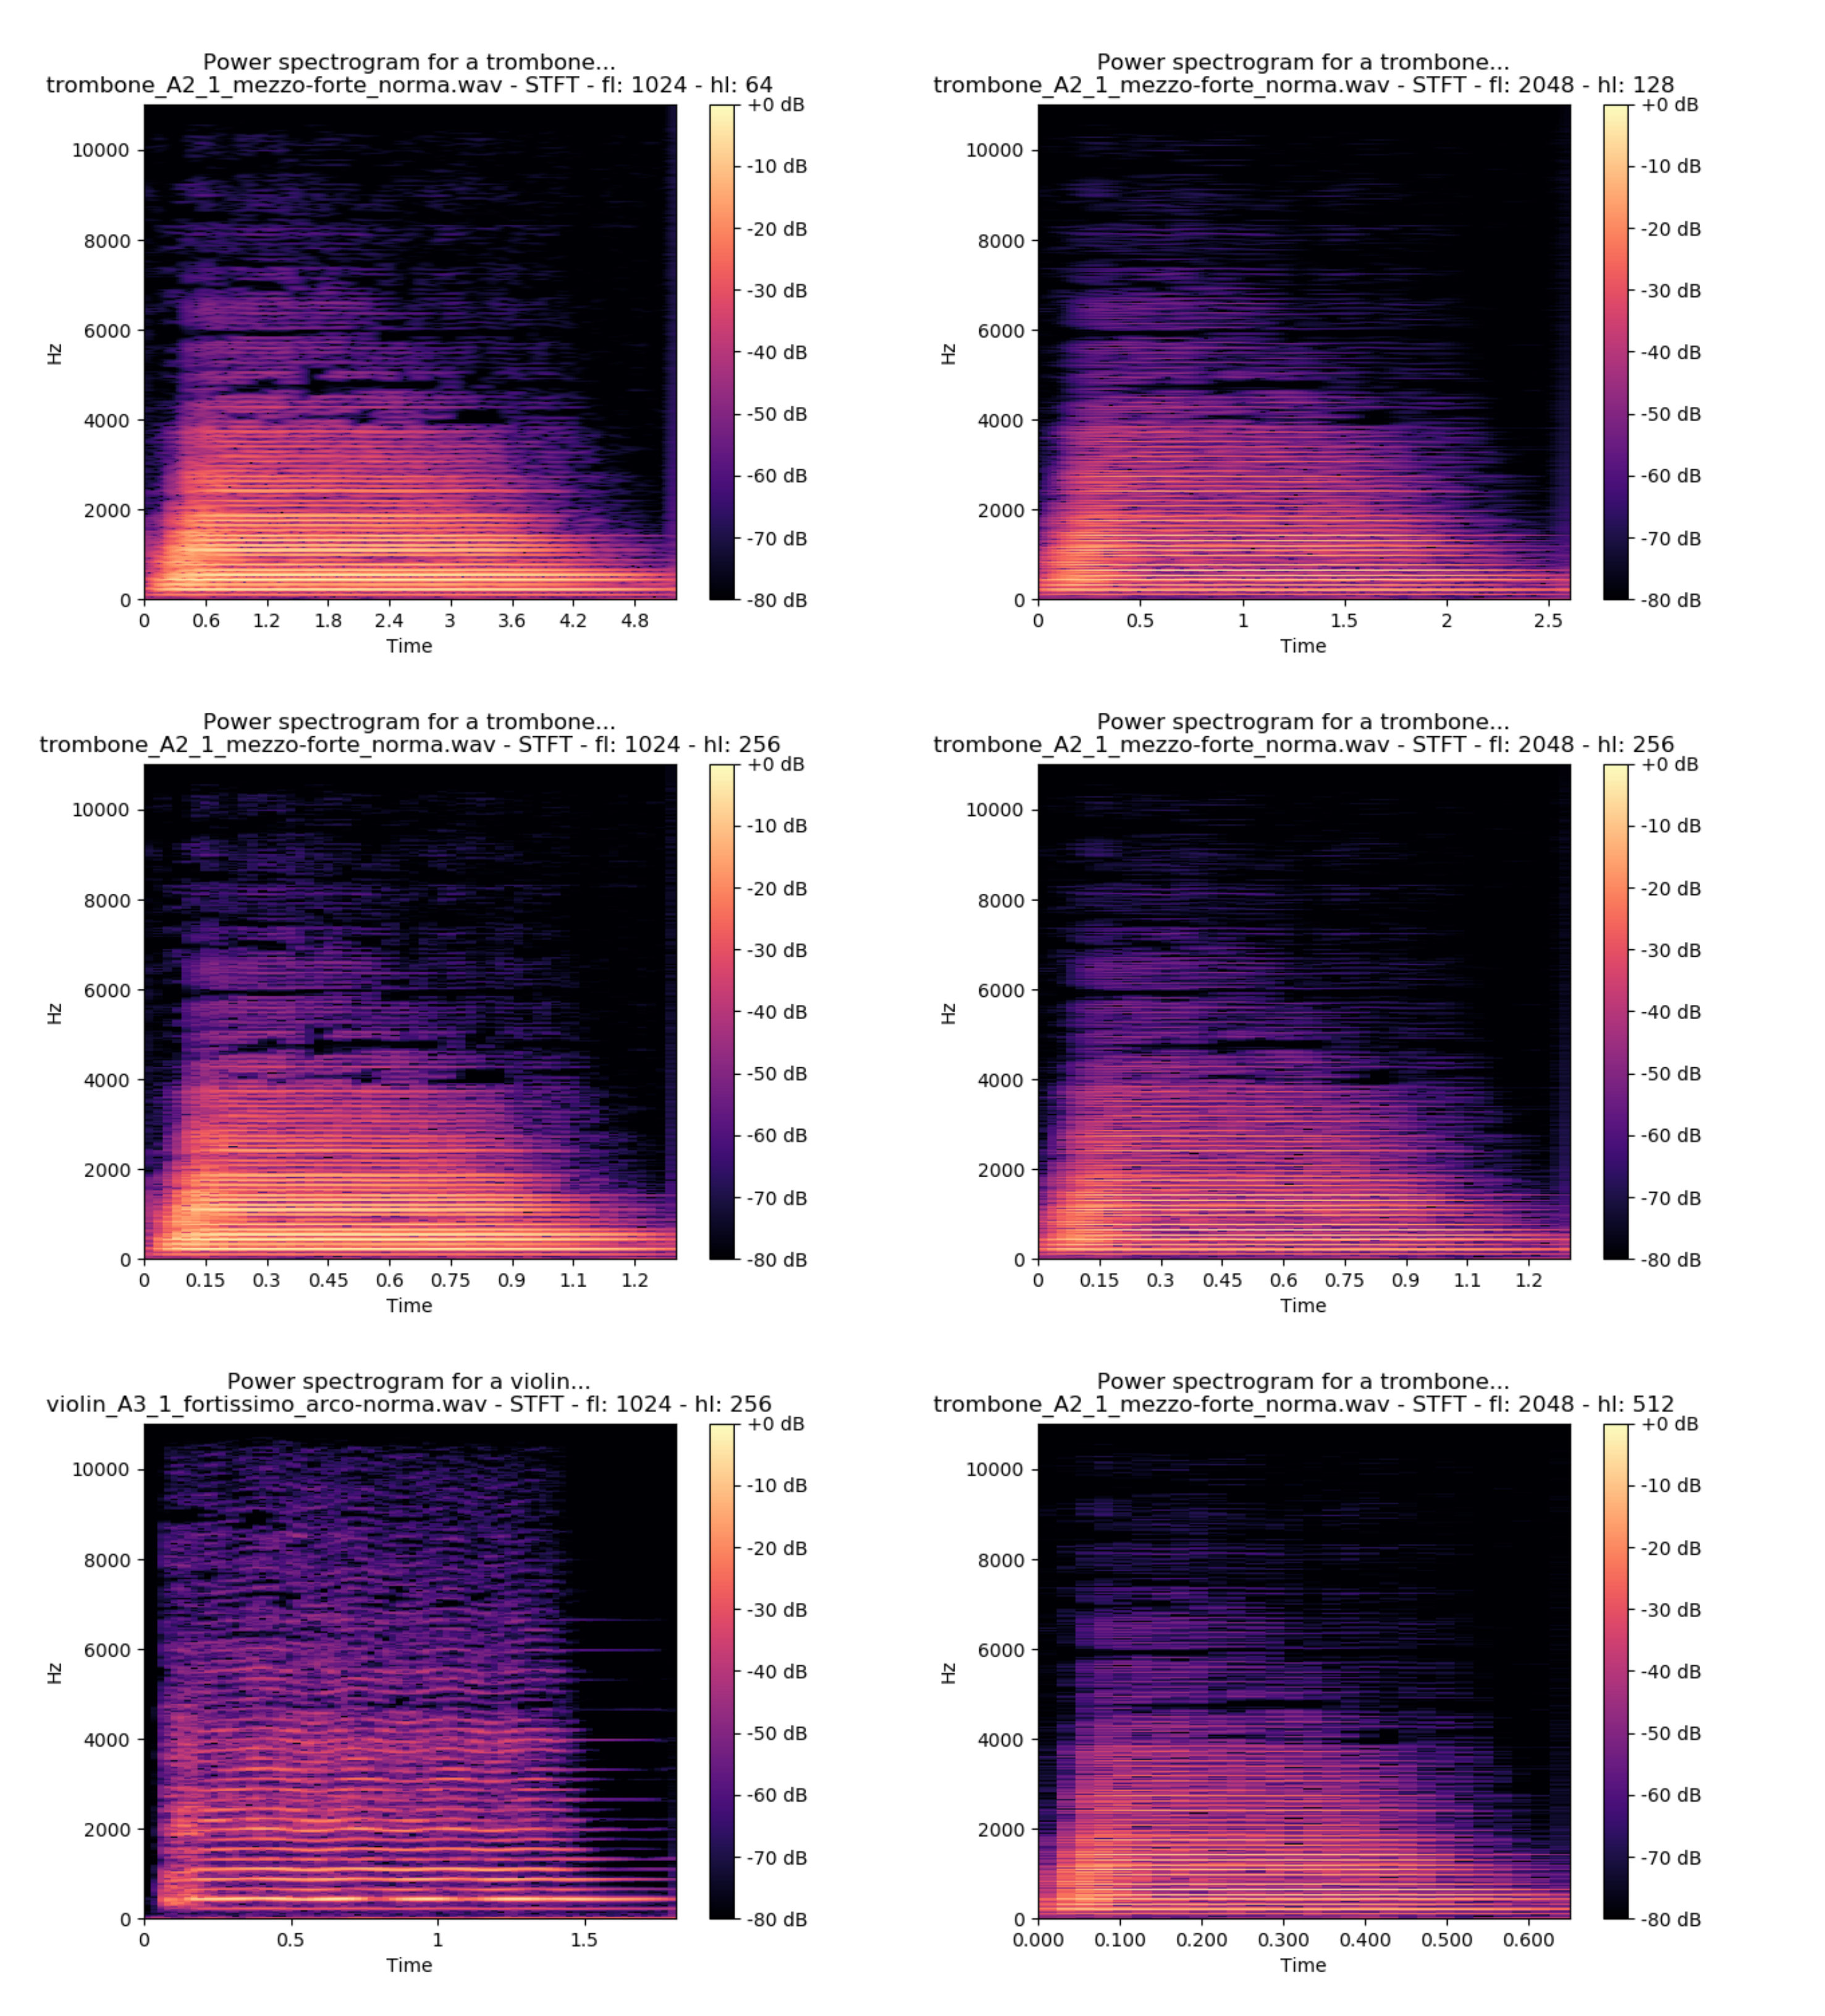 Power spectrogram for a trombone...
trombone_A2_1_mezzo-forte_norma.wav - STFT - fl: 1024 - hl: 64
+0 dB
10000
-10 dB
8000
-20 dB
-30 dB
6000
Hz
-40 dB
4000
-50 dB
-60 dB
2000
-70 dB
0
-80 dB
0 0.6 1.2 1.8 2.4 3 3.6 4.2 4.8
Time
Power spectrogram for a trombone...
trombone_A2_1_mezzo-forte_norma.wav - STFT - fl: 2048 - hl: 128
+0 dB
10000
-10 dB
8000
-20 dB
-30 dB
6000
Hz
-40 dB
4000
-50 dB
-60 dB
2000
-70 dB
0
-80 dB
0 0.5 1 1.5 2 2.5
Time
Power spectrogram for a trombone...
trombone_A2_1_mezzo-forte_norma.wav - STFT - fl: 1024 - hl: 256
+0 dB
10000
-10 dB
8000
-20 dB
-30 dB
6000
Hz
-40 dB
4000
-50 dB
-60 dB
2000
-70 dB
0
-80 dB
0 0.15 0.3 0.45 0.6 0.75 0.9 1.1 1.2
Time
Power spectrogram for a trombone...
trombone_A2_1_mezzo-forte_norma.wav - STFT - fl: 2048 - hl: 256
+0 dB
10000
-10 dB
8000
-20 dB
-30 dB
6000
Hz
-40 dB
4000
-50 dB
-60 dB
2000
-70 dB
0
-80 dB
0 0.15 0.3 0.45 0.6 0.75 0.9 1.1 1.2
Time
Power spectrogram for a violin...
violin_A3_1_fortissimo_arco-norma.wav - STFT - fl: 1024 - hl: 256
+0 dB
10000
-10 dB
8000
-20 dB
-30 dB
6000
Hz
-40 dB
4000
-50 dB
-60 dB
2000
-70 dB
0
-80 dB
0 0.5 1 1.5
Time
Power spectrogram for a trombone...
trombone_A2_1_mezzo-forte_norma.wav - STFT - fl: 2048 - hl: 512
+0 dB
10000
-10 dB
8000
-20 dB
-30 dB
6000
Hz
-40 dB
4000
-50 dB
-60 dB
2000
-70 dB
0
-80 dB
0.000 0.100 0.200 0.300 0.400 0.500 0.600
Time